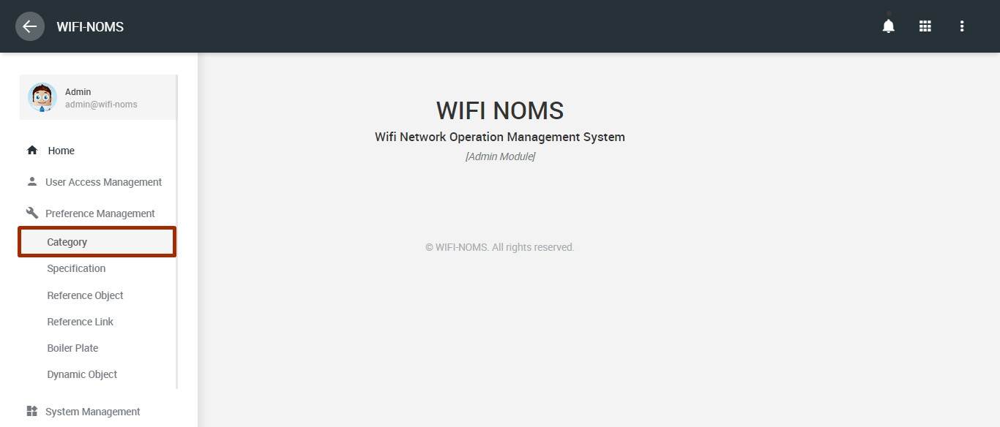 WIFI-NOMS
Admin
admin@wifi-noms
Home
User Access Management
Preference Management
Category
Specification
Reference Object
Reference Link
Boiler Plate
Dynamic Object
System Management
WIFI NOMS
Wifi Network Operation Management System
[Admin Module]
© WIFI-NOMS. All rights reserved.